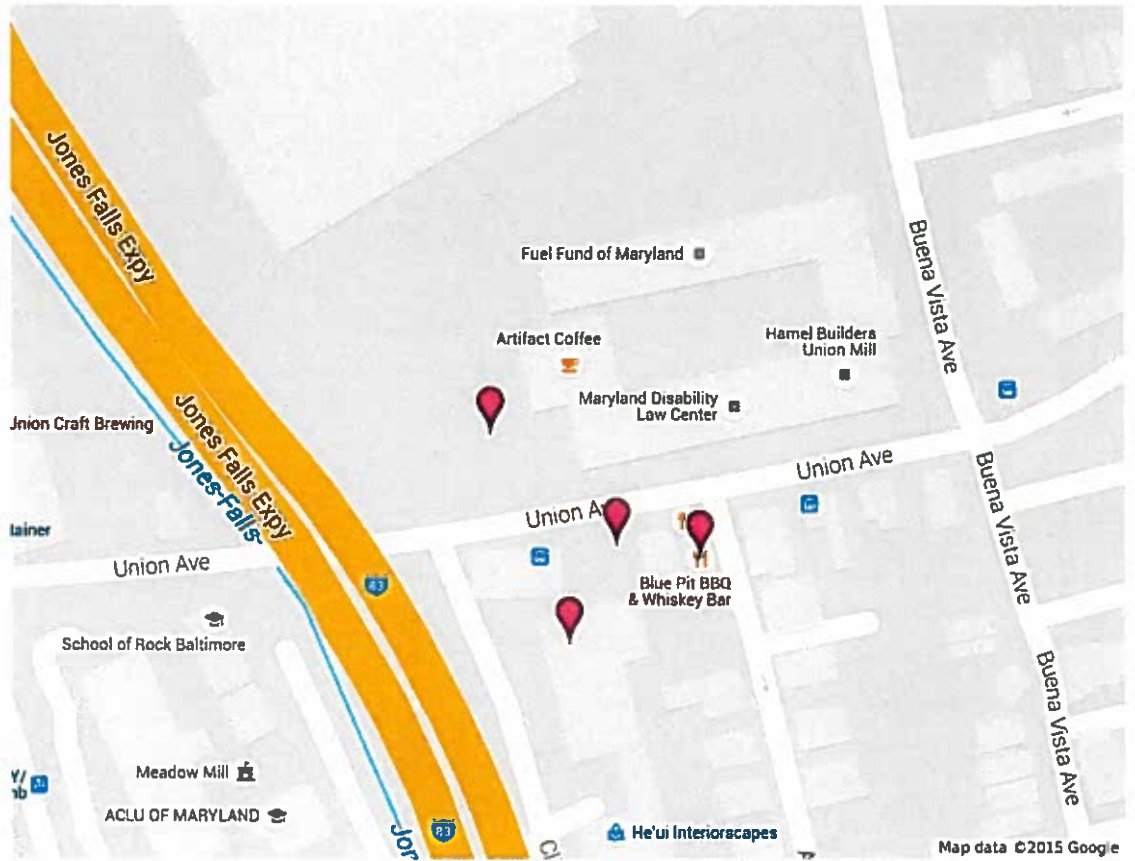 Jones Falls Expy
Buena Vista Ave
Fuel Fund of Maryland
Artifact Coffee
Hamel Builders
Union Mill
Maryland Disability
Law Center
Jones Falls Expy
Jones Falls
Union Craft Brewing
Union Ave
Union A
Buena Vista Ave
Union Ave
83
Blue Pit BBQ
& Whiskey Bar
School of Rock Baltimore
Buena Vista Ave
Meadow Mill
ACLU OF MARYLAND
83
He'ui Interiorscapes
Map data ©2015 Google